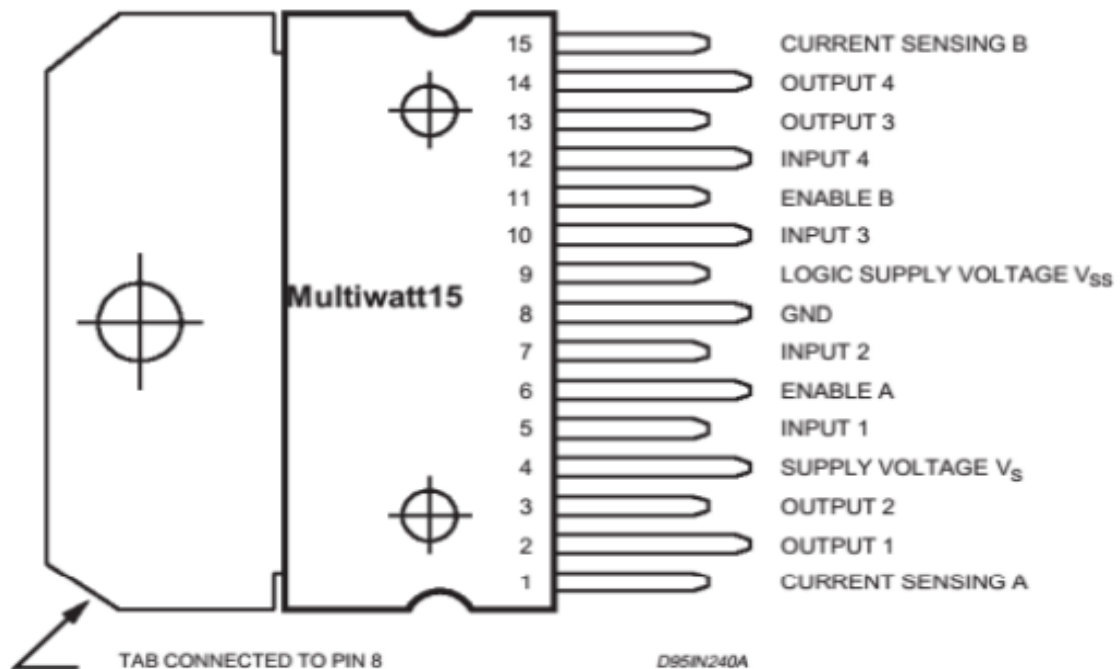 15 CURRENT SENSING B
14 OUTPUT 4
13 OUTPUT 3
12 INPUT 4
11 ENABLE B
10 INPUT 3
9 LOGIC SUPPLY VOLTAGE VSS
Multiwatt15
8 GND
7 INPUT 2
6 ENABLE A
5 INPUT 1
4 SUPPLY VOLTAGE VS
3 OUTPUT 2
2 OUTPUT 1
1 CURRENT SENSING A
TAB CONNECTED TO PIN 8
D95IN240A